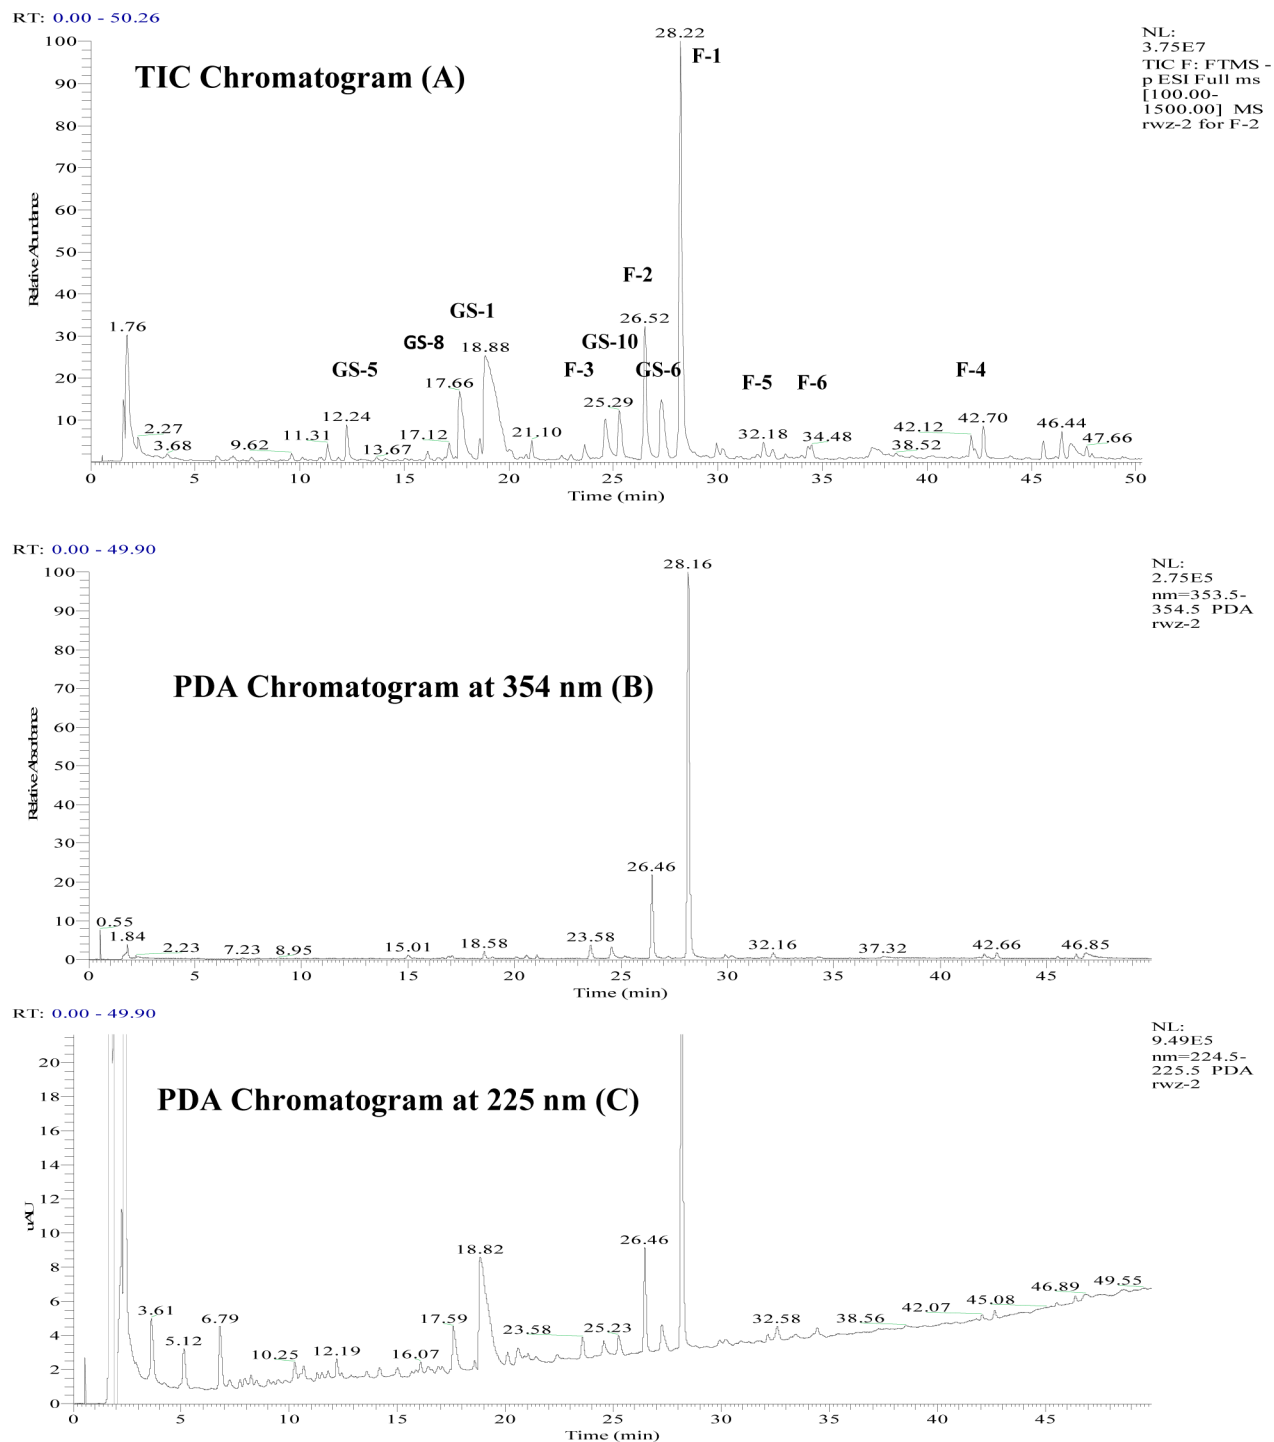 RT: 0.00 - 50.26
NL:
3.75E7
TIC F: FTMS -
p ESI Full ms
[100.00-
1500.00] MS
rwz-2 for F-2
TIC Chromatogram (A)
28.22
F-1
F-2
26.52
GS-1
GS-8
GS-10
18.88
1.76
GS-5
F-3
GS-6
F-5
F-6
F-4
17.66
25.29
12.24
2.27
3.68
9.62
11.31
13.67
17.12
21.10
32.18
34.48
42.12
38.52
42.70
46.44
47.66
100
90
80
70
60
50
40
30
20
10
Relative Abundance
0 5 10 15 20 25 30 35 40 45 50
Time (min)
RT: 0.00 - 49.90
NL:
2.75E5
nm=353.5-
354.5 PDA
rwz-2
28.16
PDA Chromatogram at 354 nm (B)
26.46
0.55
1.84
2.23
7.23
8.95
15.01
18.58
23.58
32.16
37.32
42.66
46.85
100
90
80
70
60
50
40
30
20
10
0
Relative Absorbance
0 5 10 15 20 25 30 35 40 45
Time (min)
RT: 0.00 - 49.90
NL:
9.49E5
nm=224.5-
225.5 PDA
rwz-2
PDA Chromatogram at 225 nm (C)
18.82
26.46
3.61
5.12
6.79
10.25
12.19
16.07
17.59
23.58
25.23
32.58
38.56
42.07
45.08
46.89
49.55
20
18
16
14
12
10
8
6
4
2
0
uAU
0 5 10 15 20 25 30 35 40 45
Time (min)